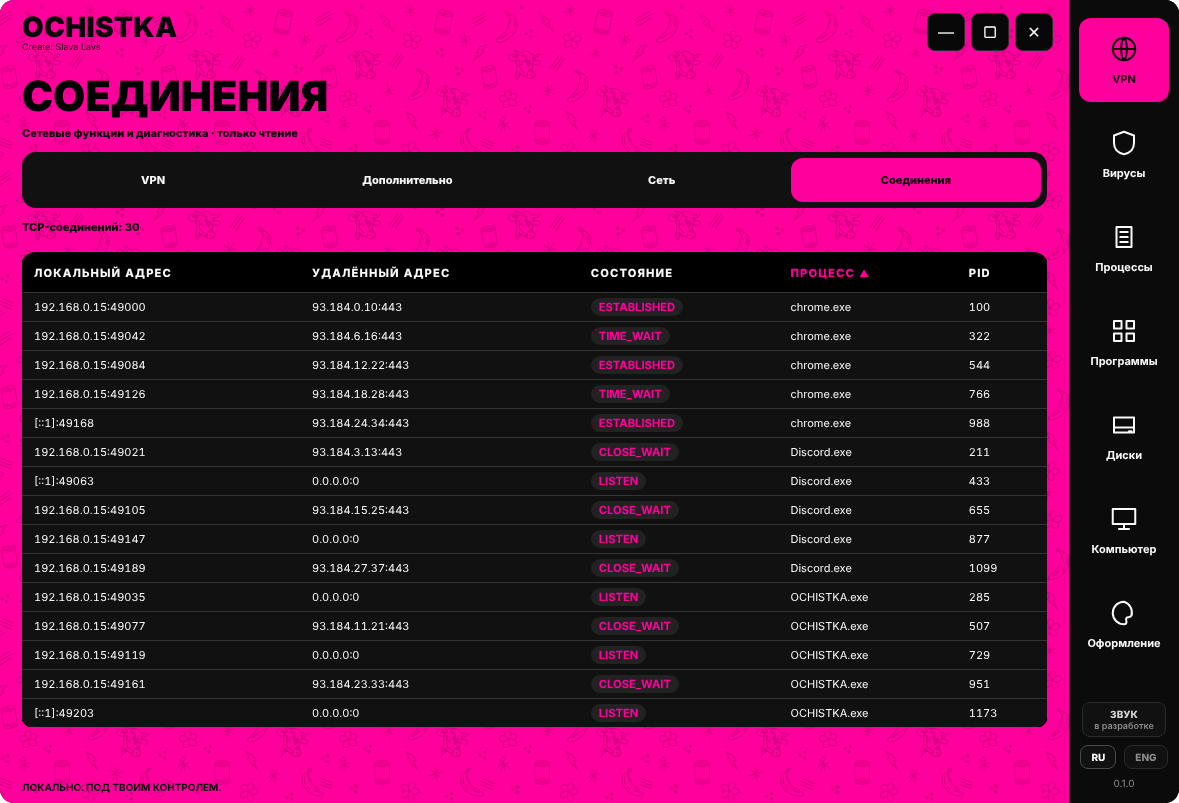 OCHISTKA
Create: Slava Lavs
СОЕДИНЕНИЯ
Сетевые функции и диагностика · только чтение
VPN Дополнительно Сеть Соединения
TCP-соединений: 30
ЛОКАЛЬНЫЙ АДРЕС УДАЛЁННЫЙ АДРЕС СОСТОЯНИЕ ПРОЦЕСС ▲ PID
192.168.0.15:49000 93.184.0.10:443 ESTABLISHED chrome.exe 100
192.168.0.15:49042 93.184.6.16:443 TIME_WAIT chrome.exe 322
192.168.0.15:49084 93.184.12.22:443 ESTABLISHED chrome.exe 544
192.168.0.15:49126 93.184.18.28:443 TIME_WAIT chrome.exe 766
[::1]:49168 93.184.24.34:443 ESTABLISHED chrome.exe 988
192.168.0.15:49021 93.184.3.13:443 CLOSE_WAIT Discord.exe 211
[::1]:49063 0.0.0.0:0 LISTEN Discord.exe 433
192.168.0.15:49105 93.184.15.25:443 CLOSE_WAIT Discord.exe 655
192.168.0.15:49147 0.0.0.0:0 LISTEN Discord.exe 877
192.168.0.15:49189 93.184.27.37:443 CLOSE_WAIT Discord.exe 1099
192.168.0.15:49035 0.0.0.0:0 LISTEN OCHISTKA.exe 285
192.168.0.15:49077 93.184.11.21:443 CLOSE_WAIT OCHISTKA.exe 507
192.168.0.15:49119 0.0.0.0:0 LISTEN OCHISTKA.exe 729
192.168.0.15:49161 93.184.23.33:443 CLOSE_WAIT OCHISTKA.exe 951
[::1]:49203 0.0.0.0:0 LISTEN OCHISTKA.exe 1173
ЛОКАЛЬНО. ПОД ТВОИМ КОНТРОЛЕМ.
VPN
Вирусы
Процессы
Программы
Диски
Компьютер
Оформление
ЗВУК
в разработке
RU ENG
0.1.0